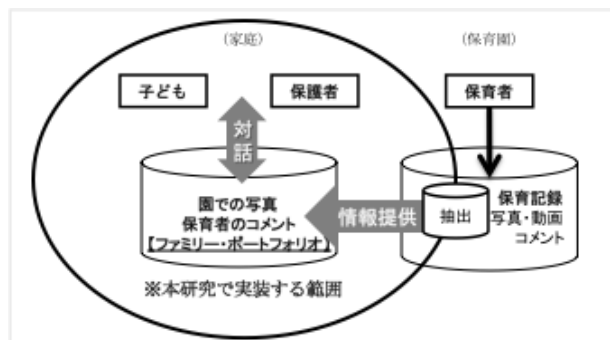 (家庭)
(保育園)
子ども
保護者
保育者
対話
園での写真
保育者のコメント
【ファミリー・ポートフォリオ】
情報提供
抽出
保育記録
写真・動画
コメント
※本研究で実装する範囲